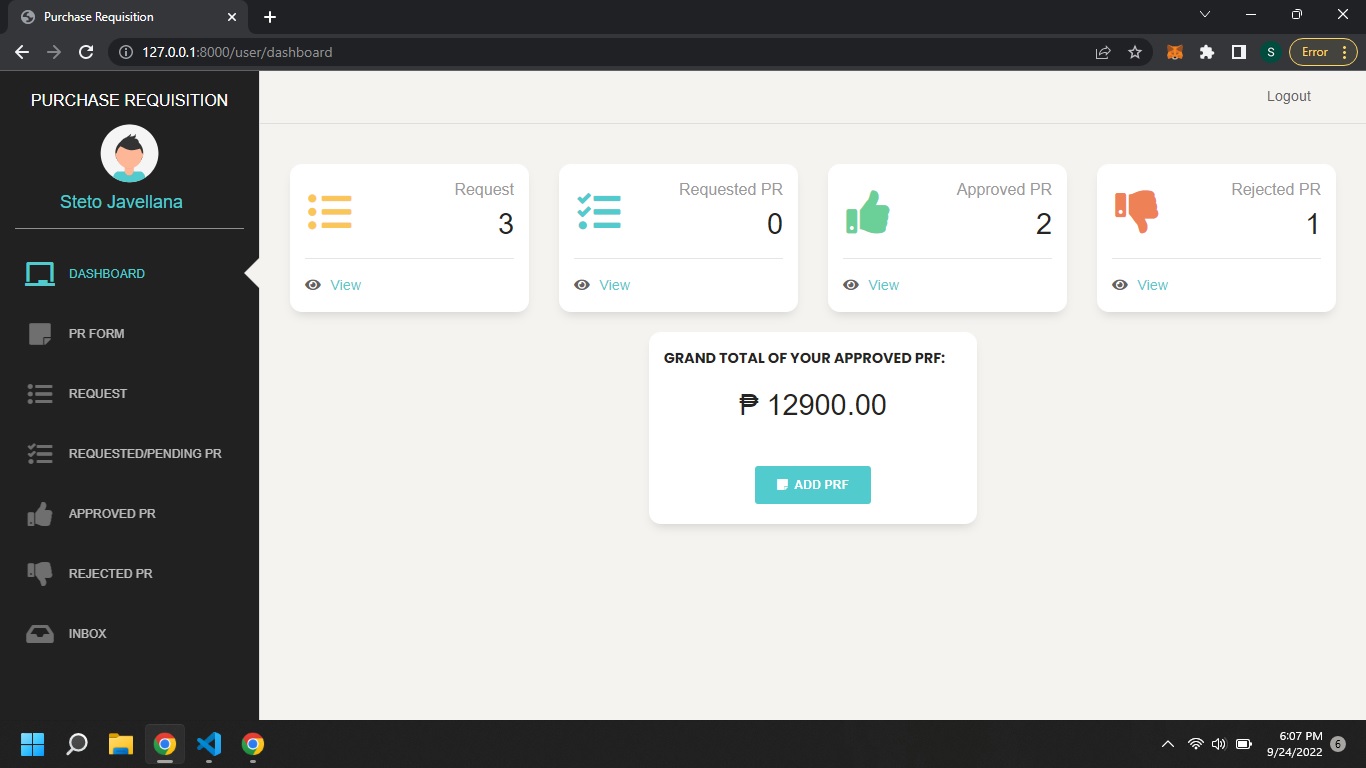 Purchase Requisition
127.0.0.1:8000/user/dashboard
S
Error
PURCHASE REQUISITION
Logout
Steto Javellana
Request
3
View
Requested PR
0
View
Approved PR
2
View
Rejected PR
1
View
DASHBOARD
PR FORM
REQUEST
REQUESTED/PENDING PR
APPROVED PR
REJECTED PR
INBOX
GRAND TOTAL OF YOUR APPROVED PRF:
₱ 12900.00
ADD PRF
6:07 PM
9/24/2022
6